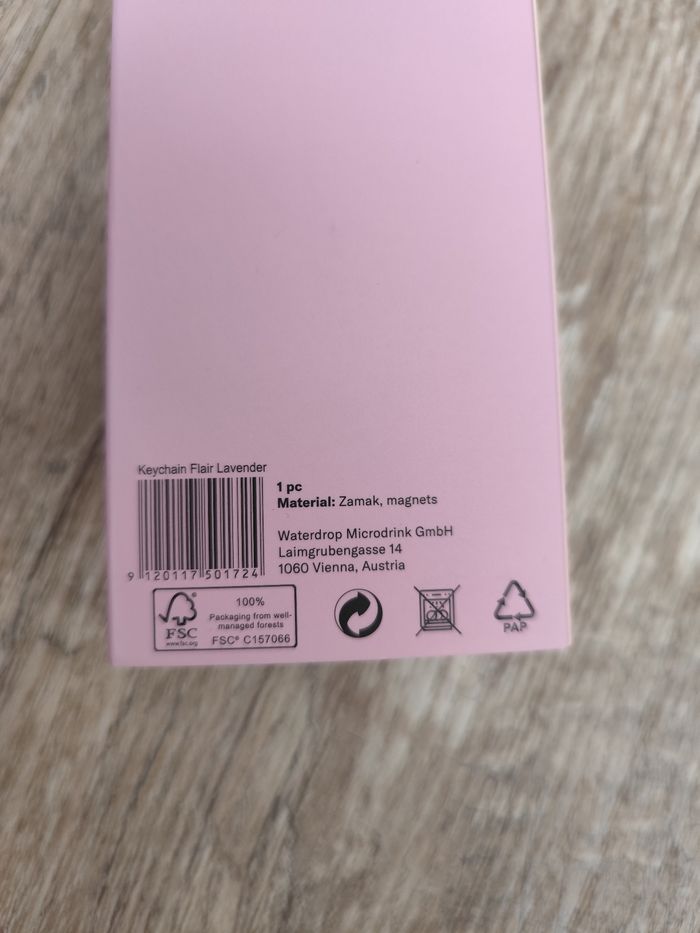 Keychain Flair Lavender
9 120117 501724
1 pc
Material: Zamak, magnets
Waterdrop Microdrink GmbH
Laimgrubengasse 14
1060 Vienna, Austria
FSC®
www.fsc.org
100%
Packaging from well-
managed forests
FSC® C157066
PAP